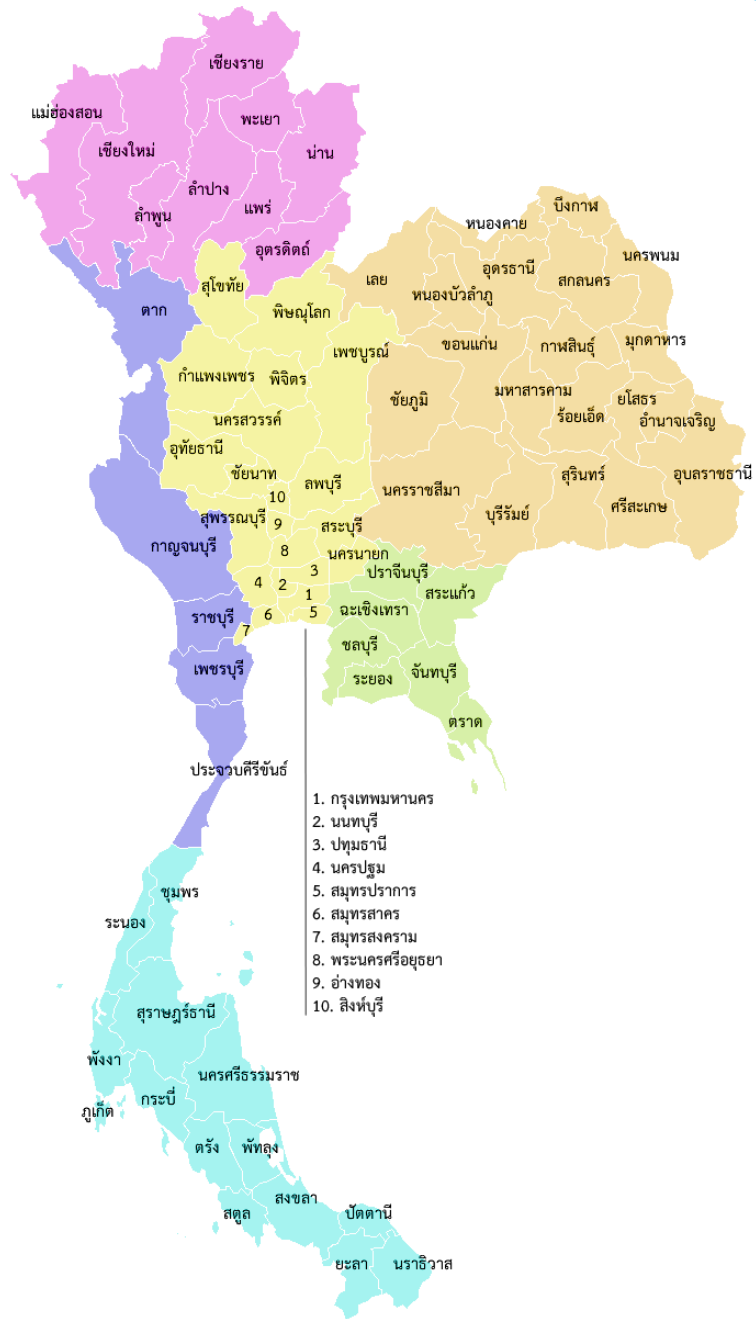 เชียงราย
แม่ฮ่องสอน
พะเยา
เชียงใหม่
น่าน
ลำปาง
ลำพูน
แพร่
อุตรดิตถ์
บึงกาฬ
หนองคาย
นครพนม
อุดรธานี
สกลนคร
เลย
หนองบัวลำภู
สุโขทัย
ตาก
พิษณุโลก
เพชบูรณ์
ขอนแก่น
กาฬสินธุ์
มุกดาหาร
กำแพงเพชร
พิจิตร
ชัยภูมิ
มหาสารคาม
ยโสธร
ร้อยเอ็ด
อำนาจเจริญ
นครสวรรค์
อุทัยธานี
ชัยนาท
ลพบุรี
นครราชสีมา
สุรินทร์
อุบลราชธานี
10
สุพรรณบุรี
9
สระบุรี
บุรีรัมย์
ศรีสะเกษ
กาญจนบุรี
8
นครนายก
3
ปราจีนบุรี
4
2
1
สระแก้ว
ราชบุรี
6
5
ฉะเชิงเทรา
7
ชลบุรี
เพชรบุรี
ระยอง
จันทบุรี
ตราด
ประจวบคีรีขันธ์
1. กรุงเทพมหานคร
2. นนทบุรี
3. ปทุมธานี
4. นครปฐม
5. สมุทรปราการ
6. สมุทรสาคร
7. สมุทรสงคราม
8. พระนครศรีอยุธยา
9. อ่างทอง
10. สิงห์บุรี
ชุมพร
ระนอง
สุราษฎร์ธานี
พังงา
นครศรีธรรมราช
กระบี่
ภูเก็ต
ตรัง
พัทลุง
สงขลา
สตูล
ปัตตานี
ยะลา
นราธิวาส